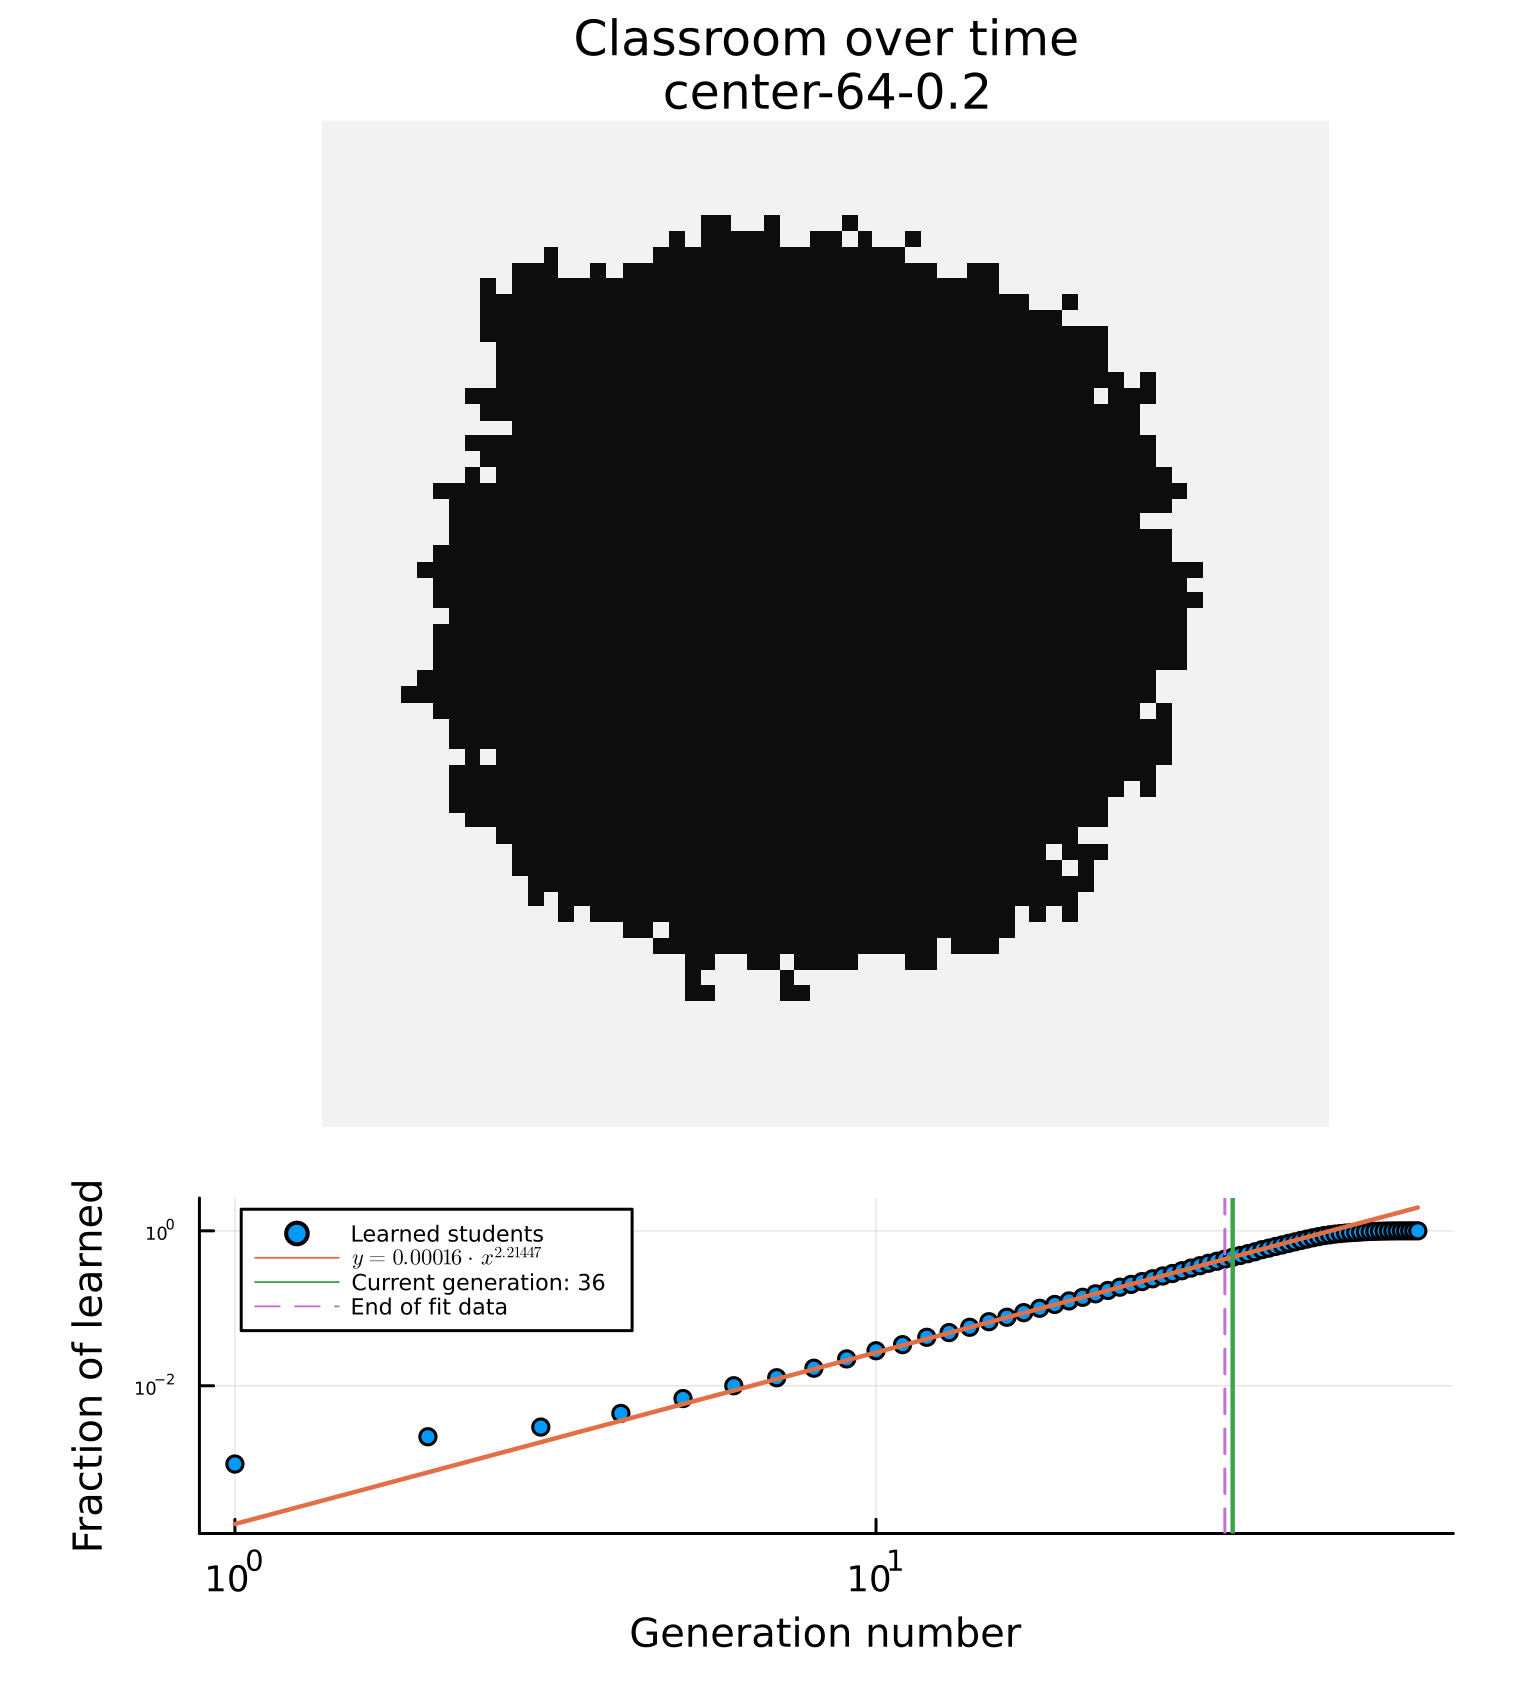 Classroom over time
center-64-0.2
Fraction of learned
10^0
10^-2
Learned students
y = 0.00016 · x^2.21447
Current generation: 36
End of fit data
10^0
10^1
Generation number